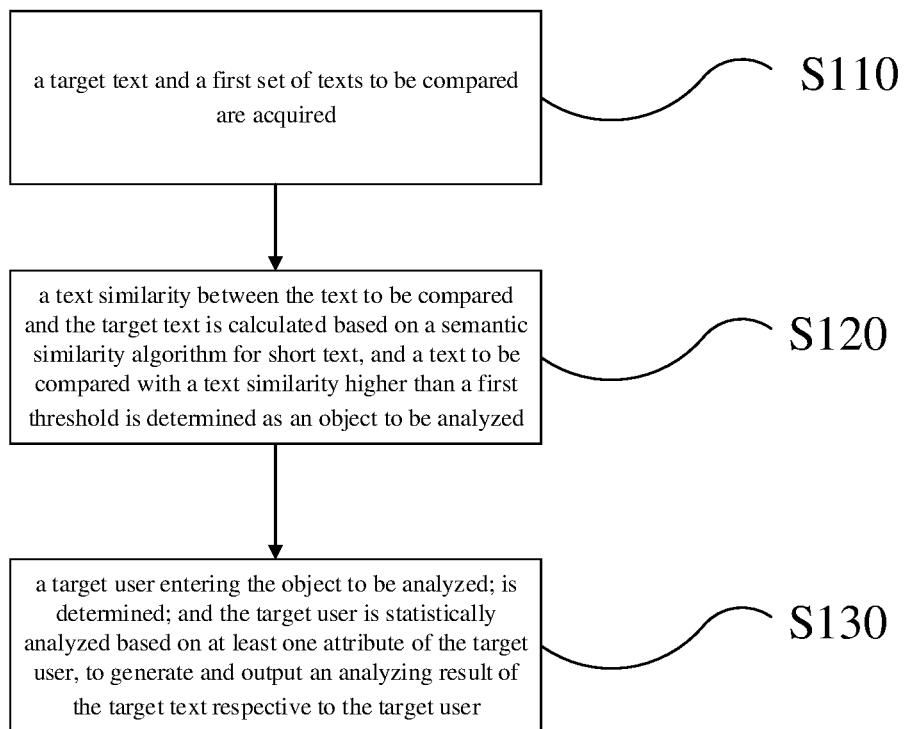 a target text and a first set of texts to be compared
are acquired
S110
a text similarity between the text to be compared
and the target text is calculated based on a semantic
similarity algorithm for short text, and a text to be
compared with a text similarity higher than a first
threshold is determined as an object to be analyzed
S120
a target user entering the object to be analyzed; is
determined; and the target user is statistically
analyzed based on at least one attribute of the target
user, to generate and output an analyzing result of
the target text respective to the target user
S130